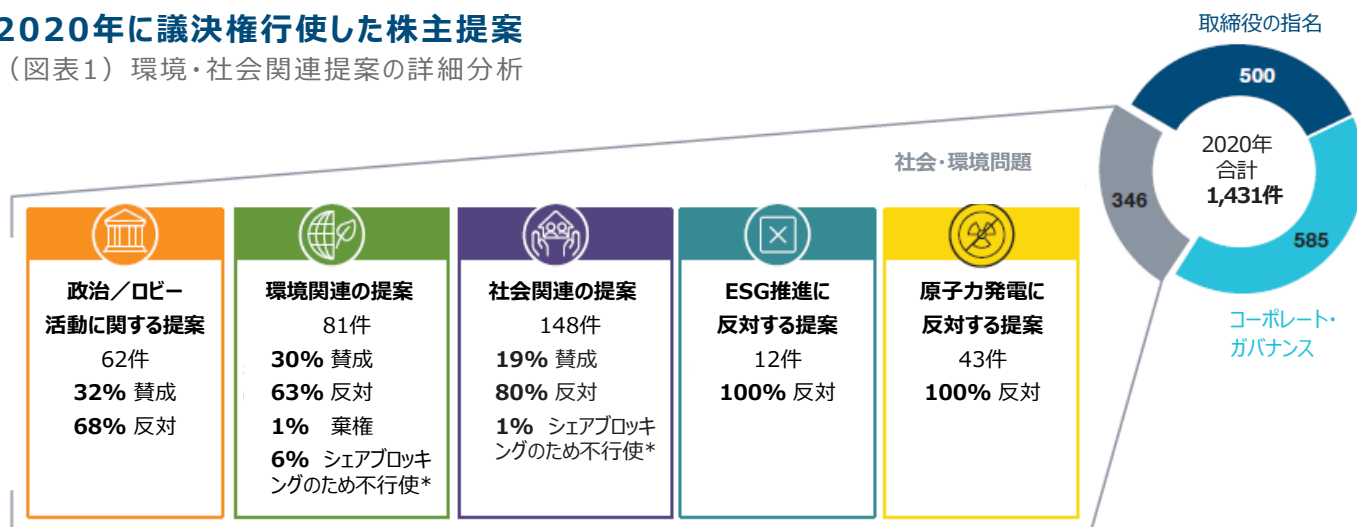 2020年に議決権行使した株主提案
（図表1）環境・社会関連提案の詳細分析
取締役の指名
500
社会・環境問題
346
2020年
合計
1,431件
585
コーポレート・
ガバナンス
政治／ロビー
活動に関する提案
62件
32% 賛成
68% 反対
環境関連の提案
81件
30% 賛成
63% 反対
1% 棄権
6% シェアブロッキ
ングのため不行使*
社会関連の提案
148件
19% 賛成
80% 反対
1% シェアブロッキ
ングのため不行使*
ESG推進に
反対する提案
12件
100% 反対
原子力発電に
反対する提案
43件
100% 反対